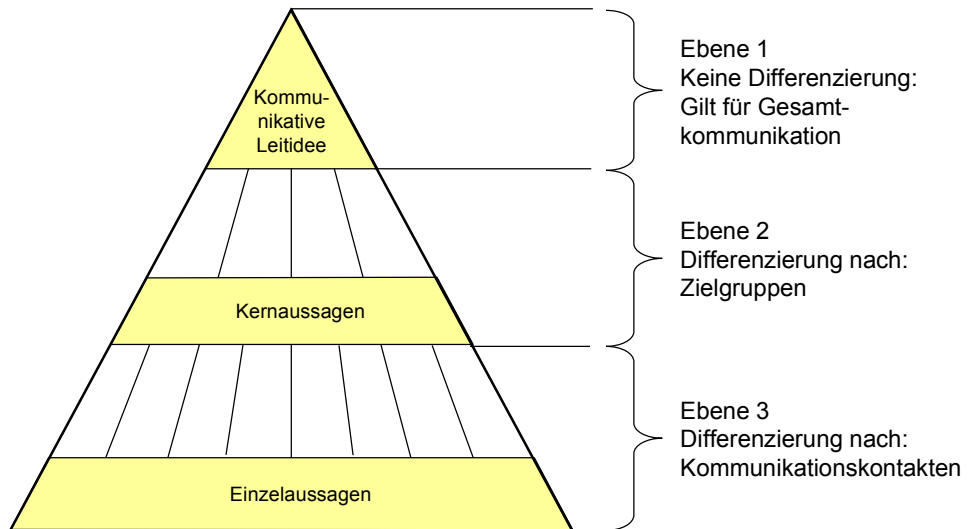 Kommu-
nikative
Leitidee
Ebene 1
Keine Differenzierung:
Gilt für Gesamt-
kommunikation
Ebene 2
Differenzierung nach:
Zielgruppen
Kernaussagen
Ebene 3
Differenzierung nach:
Kommunikationskontakten
Einzelaussagen